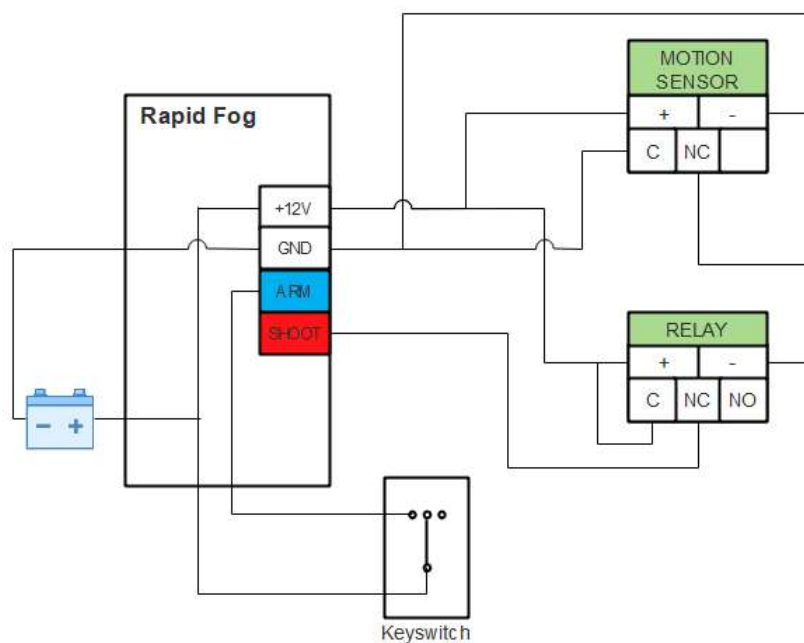 MOTION
SENSOR
Rapid Fog
+ -
C NC
+12V
GND
ARM
SHOOT
RELAY
+ -
C NC NO
- +
Keyswitch